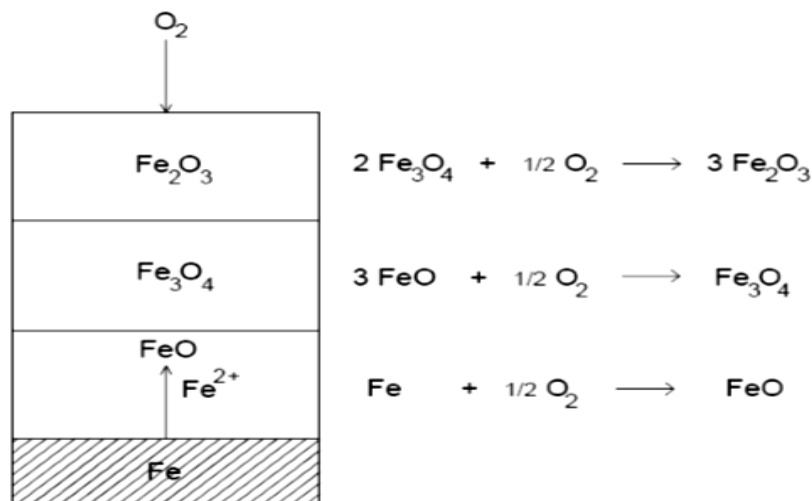 O₂
Fe₂O₃ 2 Fe₃O₄ + 1/2 O₂ → 3 Fe₂O₃
Fe₃O₄ 3 FeO + 1/2 O₂ → Fe₃O₄
FeO
Fe²⁺ Fe + 1/2 O₂ → FeO
Fe